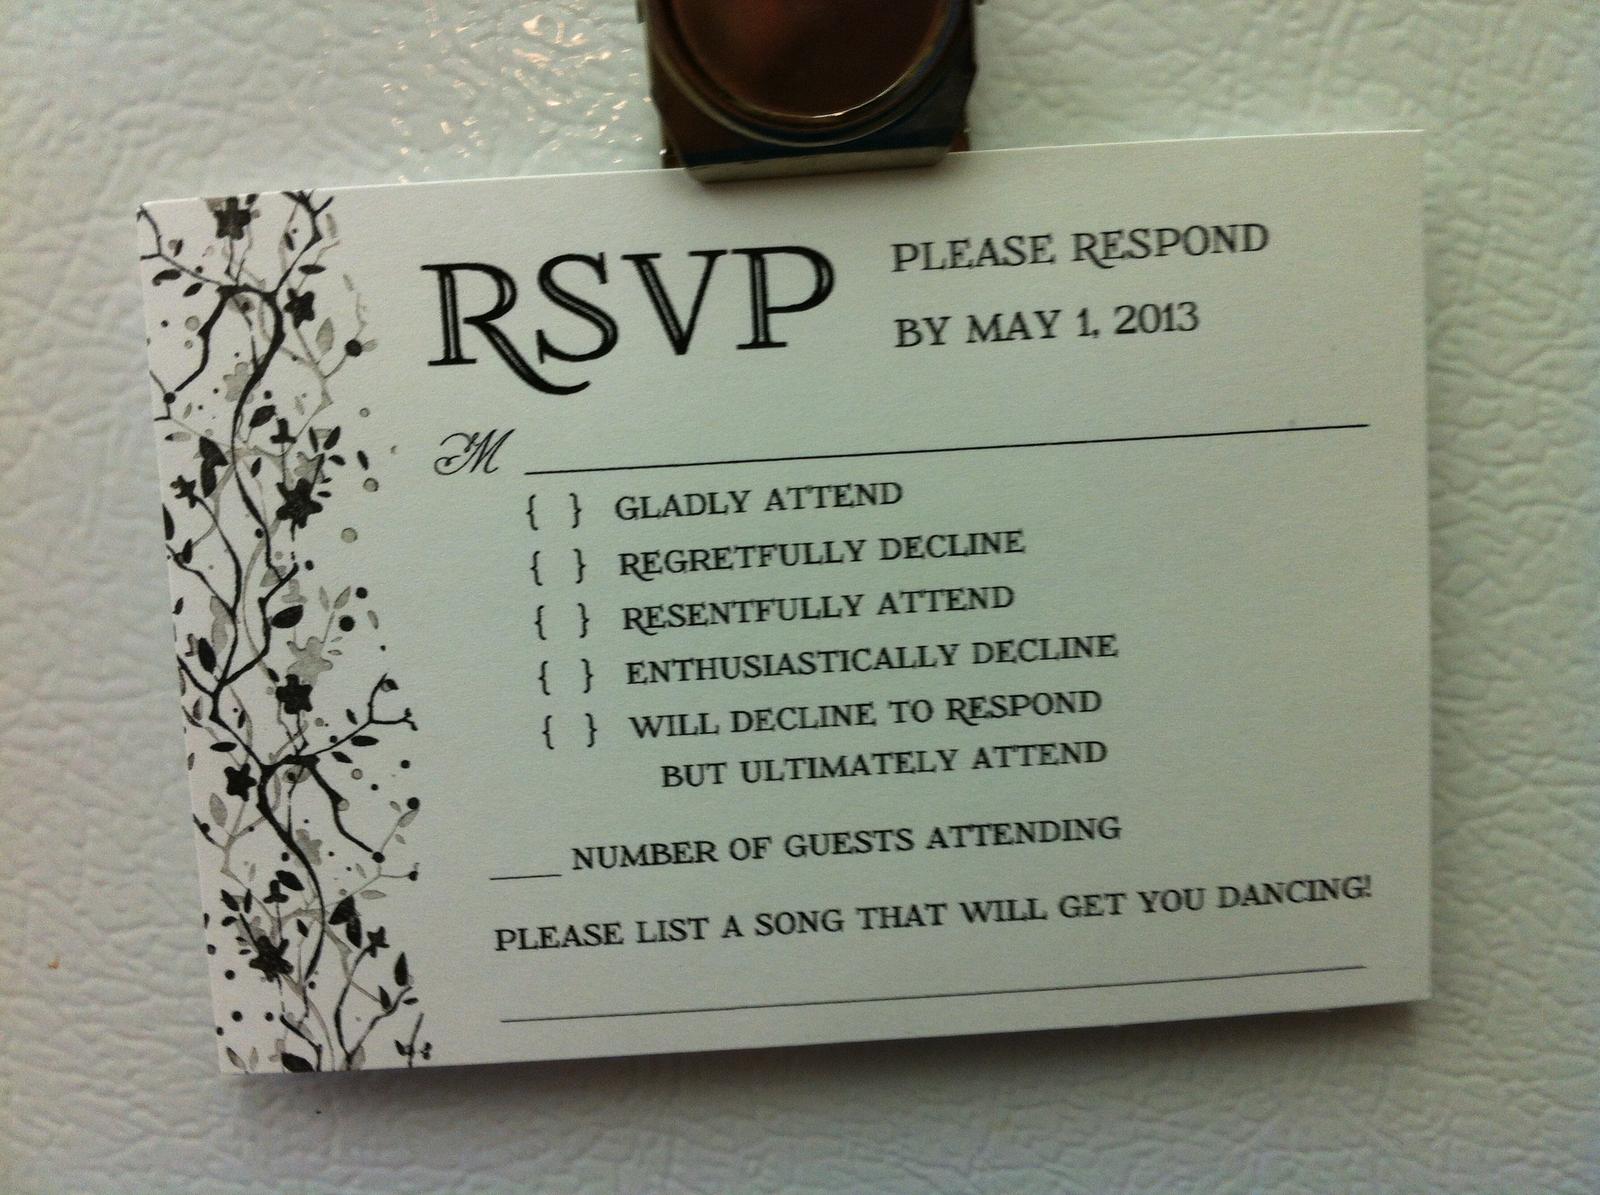 RSVP
PLEASE RESPOND
BY MAY 1, 2013
M
{ } GLADLY ATTEND
{ } REGRETFULLY DECLINE
{ } RESENTFULLY ATTEND
{ } ENTHUSIASTICALLY DECLINE
{ } WILL DECLINE TO RESPOND
BUT ULTIMATELY ATTEND
___ NUMBER OF GUESTS ATTENDING
PLEASE LIST A SONG THAT WILL GET YOU DANCING!